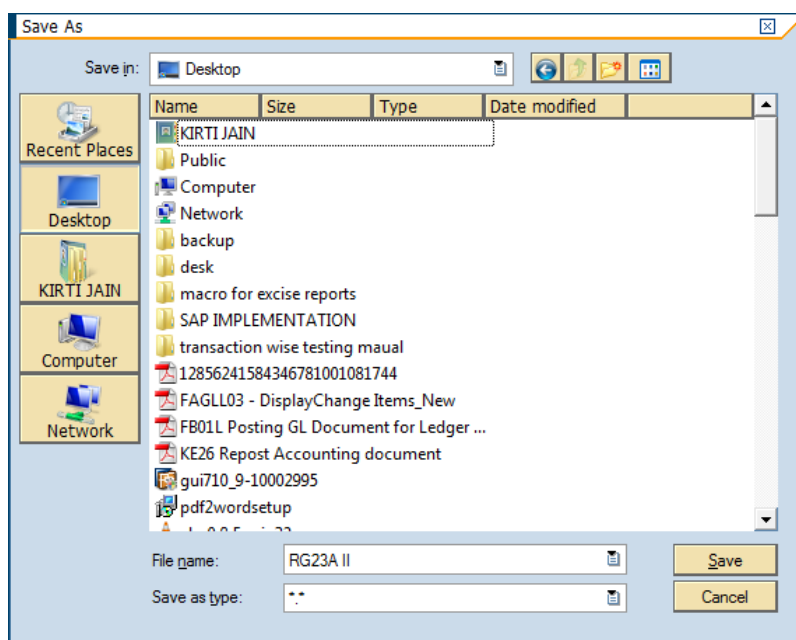 Save As
Save in: Desktop
Name Size Type Date modified
Recent Places
Desktop
KIRTI JAIN
Computer
Network
KIRTI JAIN
Public
Computer
Network
backup
desk
macro for excise reports
SAP IMPLEMENTATION
transaction wise testing maual
12856241584346781001081744
FAGLL03 - DisplayChange Items_New
FB01L Posting GL Document for Ledger ...
KE26 Repost Accounting document
gui710_9-10002995
pdf2wordsetup
File name: RG23A II Save
Save as type: *.* Cancel